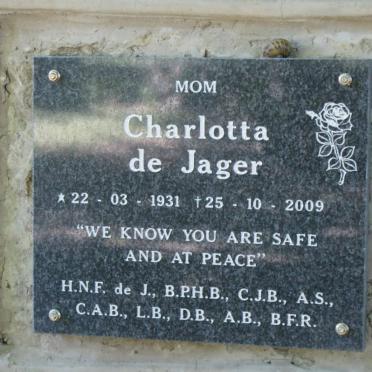 MOM
Charlotta
de Jager
★ 22 - 03 - 1931 † 25 - 10 - 2009
"WE KNOW YOU ARE SAFE
AND AT PEACE"
H.N.F. de J., B.P.H.B., C.J.B., A.S.,
C.A.B., L.B., D.B., A.B., B.F.R.